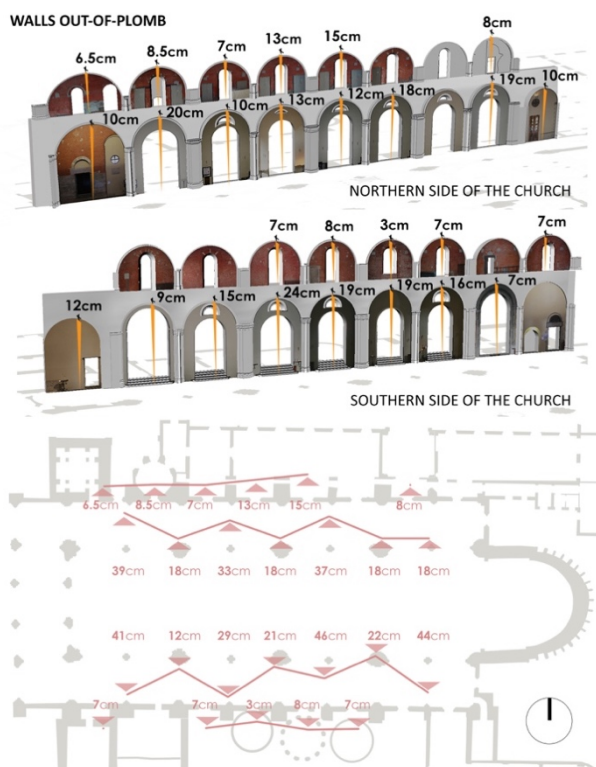 WALLS OUT-OF-PLOMB
6.5cm 8.5cm 7cm 13cm 15cm 8cm
10cm 20cm 10cm 13cm 12cm 18cm 19cm 10cm
NORTHERN SIDE OF THE CHURCH
7cm 8cm 3cm 7cm 7cm
12cm 9cm 15cm 24cm 19cm 19cm 16cm 7cm
SOUTHERN SIDE OF THE CHURCH
6.5cm 8.5cm 7cm 13cm 15cm 8cm
39cm 18cm 33cm 18cm 37cm 18cm 18cm
41cm 12cm 29cm 21cm 46cm 22cm 44cm
7cm 7cm 3cm 8cm 7cm